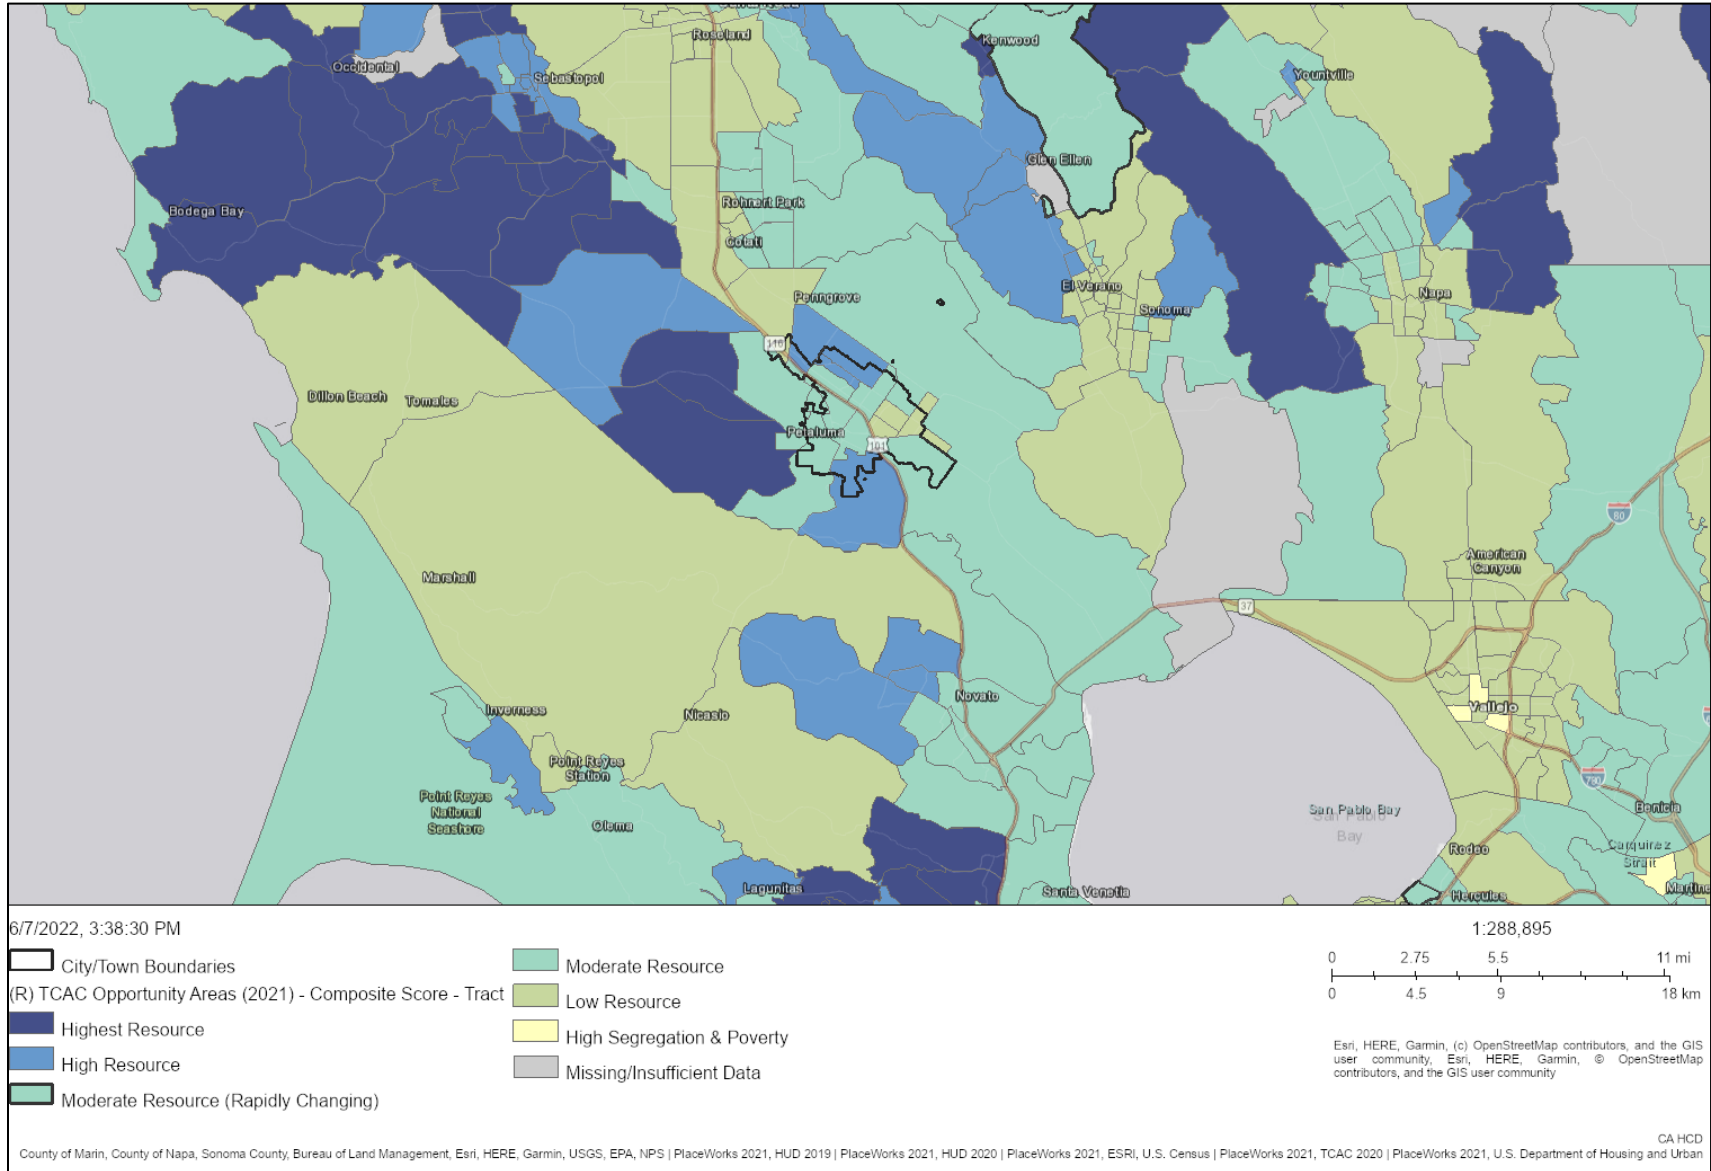 Roseland
Kenwood
Occidental
Sebastopol
Yountville
Glen Ellen
Bodega Bay
Rohnert Park
Cotati
El Verano
Napa
Penngrove
Sonoma
116
Dillon Beach
Tomales
Petaluma
101
80
American
Canyon
Marshall
37
Novato
Inverness
Nicasio
Vallejo
Point Reyes
Station
780
Point Reyes
National
Seashore
Olema
San Pablo Bay
San Pablo
Bay
Benicia
Carquinez
Strait
Rodeo
Lagunitas
Santa Venetia
Hercules
Martine
6/7/2022, 3:38:30 PM
City/Town Boundaries
(R) TCAC Opportunity Areas (2021) - Composite Score - Tract
Highest Resource
High Resource
Moderate Resource (Rapidly Changing)
Moderate Resource
Low Resource
High Segregation & Poverty
Missing/Insufficient Data
1:288,895
0 2.75 5.5 11 mi
0 4.5 9 18 km
Esri, HERE, Garmin, (c) OpenStreetMap contributors, and the GIS
user community, Esri, HERE, Garmin, © OpenStreetMap
contributors, and the GIS user community
CA HCD
County of Marin, County of Napa, Sonoma County, Bureau of Land Management, Esri, HERE, Garmin, USGS, EPA, NPS | PlaceWorks 2021, HUD 2019 | PlaceWorks 2021, HUD 2020 | PlaceWorks 2021, ESRI, U.S. Census | PlaceWorks 2021, TCAC 2020 | PlaceWorks 2021, U.S. Department of Housing and Urban